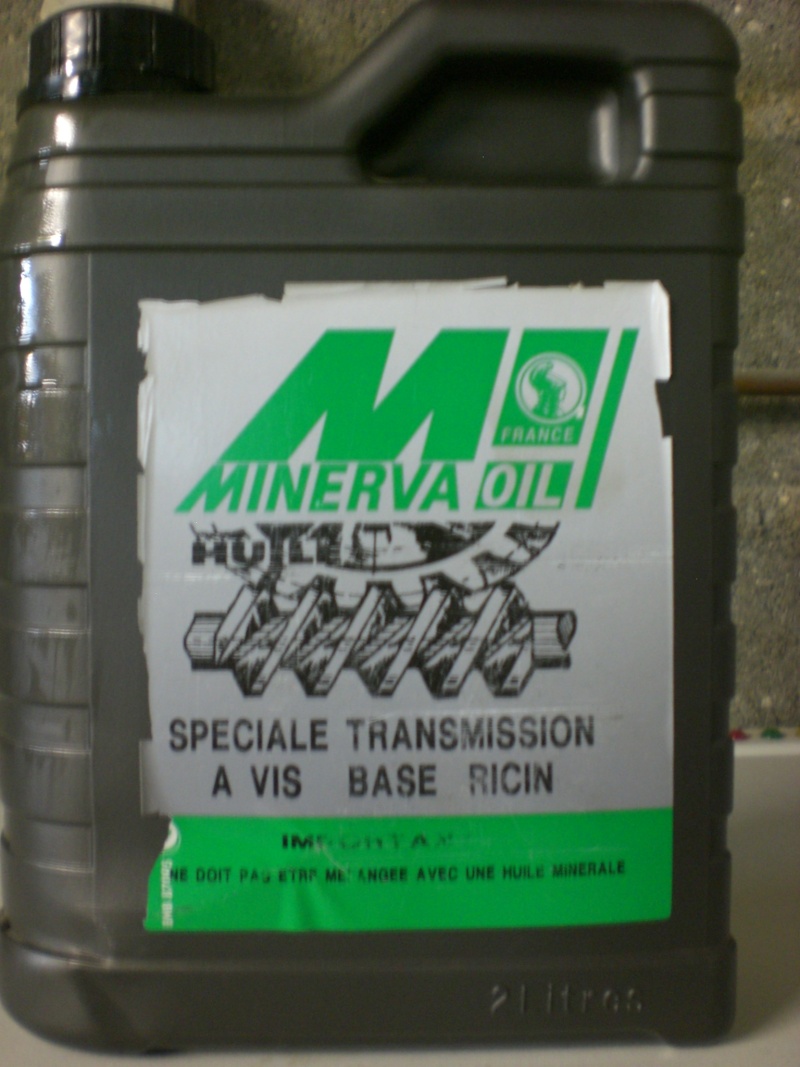 M
FRANCE
MINERVA OIL
HUILE
SPECIALE TRANSMISSION
A VIS BASE RICIN
IMPORTANT
NE DOIT PAS ETRE MELANGEE AVEC UNE HUILE MINERALE
2 Litres